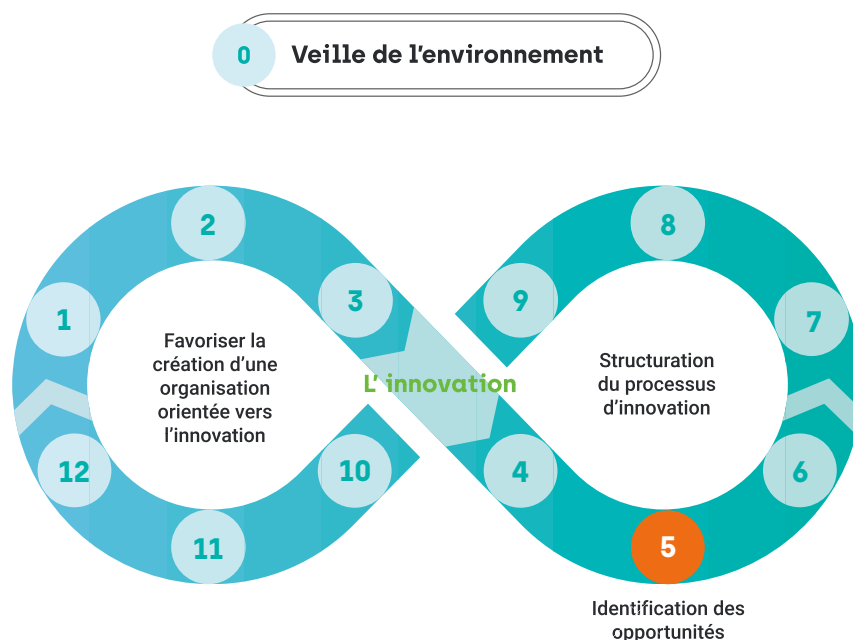 0
Veille de l’environnement
2
8
3
9
1
7
Favoriser la
création d’une
organisation
orientée vers
l’innovation
L’ innovation
Structuration
du processus
d’innovation
12
10
4
6
11
5
Identification des
opportunités